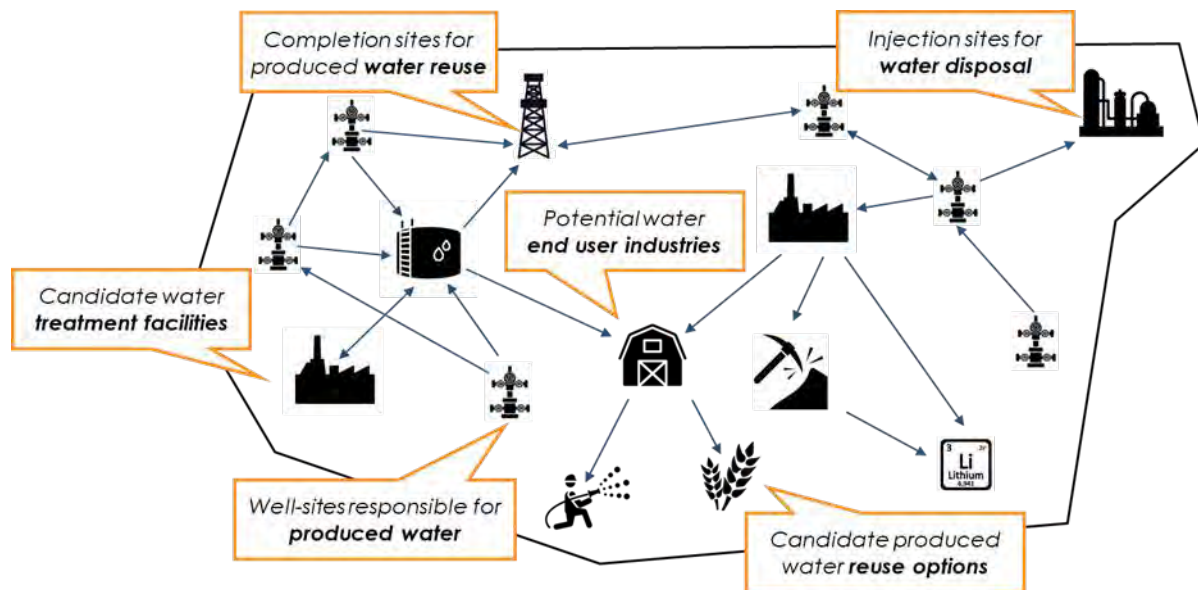 Completion sites for
produced water reuse
Injection sites for
water disposal
Potential water
end user industries
Candidate water
treatment facilities
3
Li
Lithium
Well-sites responsible for
produced water
Candidate produced
water reuse options